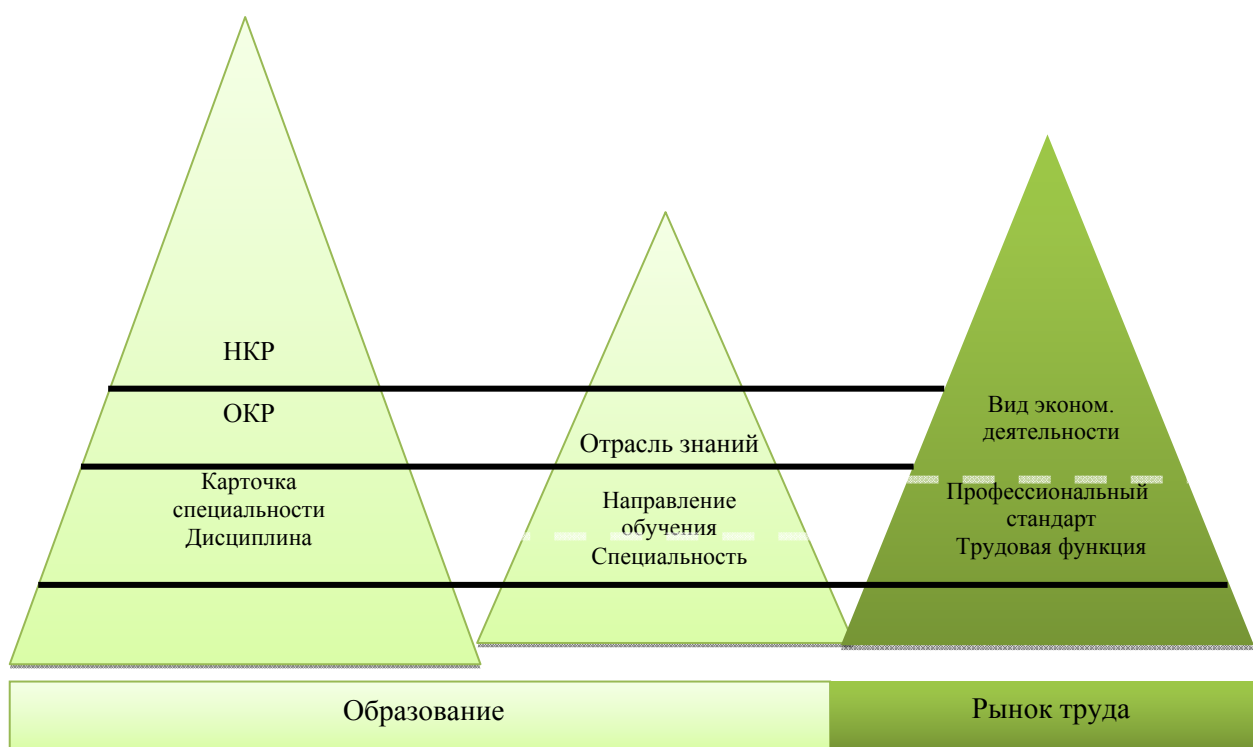 НКР
ОКР
Карточка
специальности
Дисциплина
Отрасль знаний
Направление
обучения
Специальность
Вид эконом.
деятельности
Профессиональный
стандарт
Трудовая функция
Образование
Рынок труда